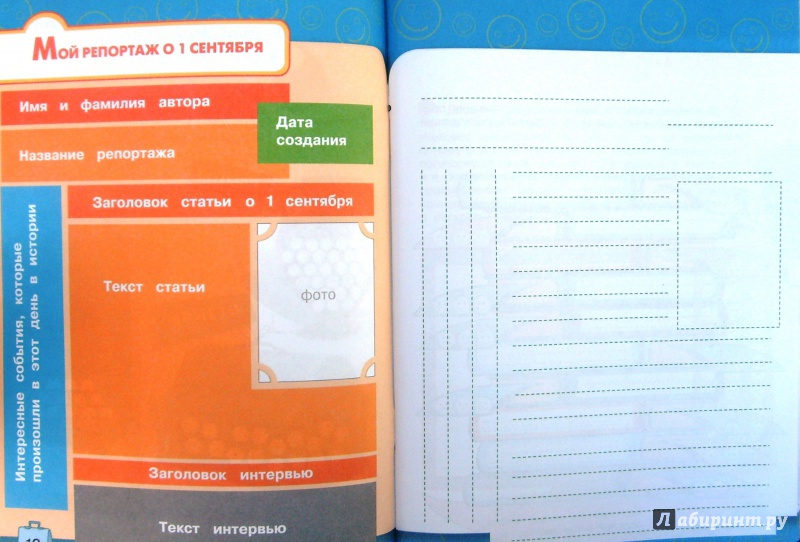 Мой репортаж о 1 сентября
Имя и фамилия автора
Дата
создания
Название репортажа
Заголовок статьи о 1 сентября
Интересные события, которые
произошли в этот день в истории
Текст статьи
фото
Заголовок интервью
Текст интервью
Лабиринт.ру